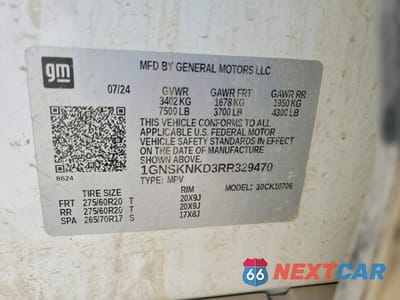 gm
MFD BY GENERAL MOTORS LLC
07/24 GVWR GAWR FRT GAWR RR
3402 KG 1678 KG 1950 KG
7500 LB 3700 LB 4300 LB
THIS VEHICLE CONFORMS TO ALL
APPLICABLE U.S. FEDERAL MOTOR
VEHICLE SAFETY STANDARDS IN EFFECT
ON THE DATE OF MANUFACTURE SHOWN ABOVE.
1GNSKNKD3RR329470
8624 TYPE: MPV MODEL: 30CK10706
TIRE SIZE RIM
FRT 275/60R20 T 20X9J
RR 275/60R20 T 20X9J
SPA 265/70R17 S 17X8J
66 NEXTCAR